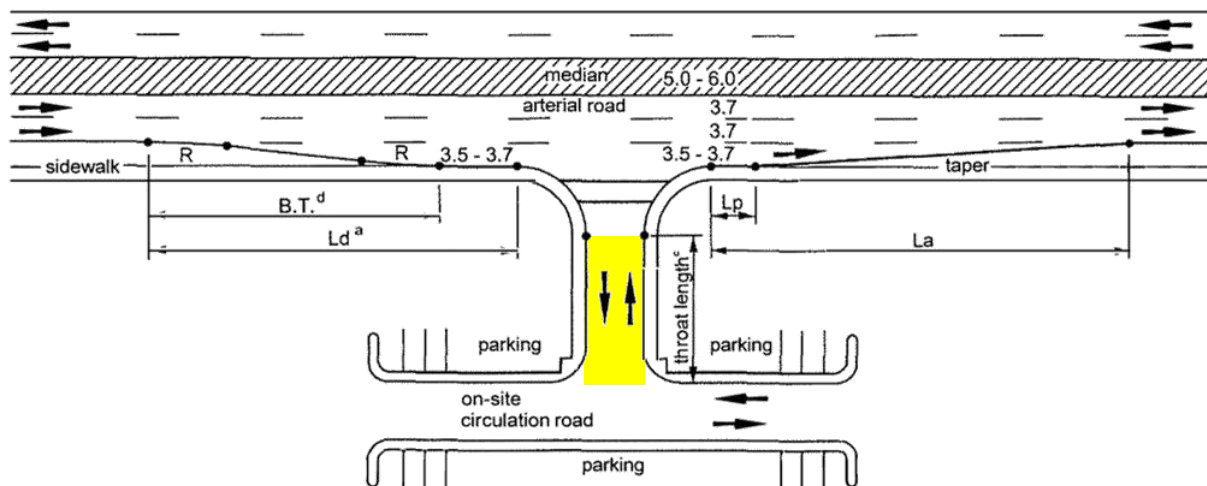 median
5.0 - 6.0
arterial road
3.7
3.7
R
R
3.5 - 3.7
3.5 - 3.7
sidewalk
taper
B.T.d
Lp
Ld a
La
throat lengthc
parking
parking
on-site
circulation road
parking